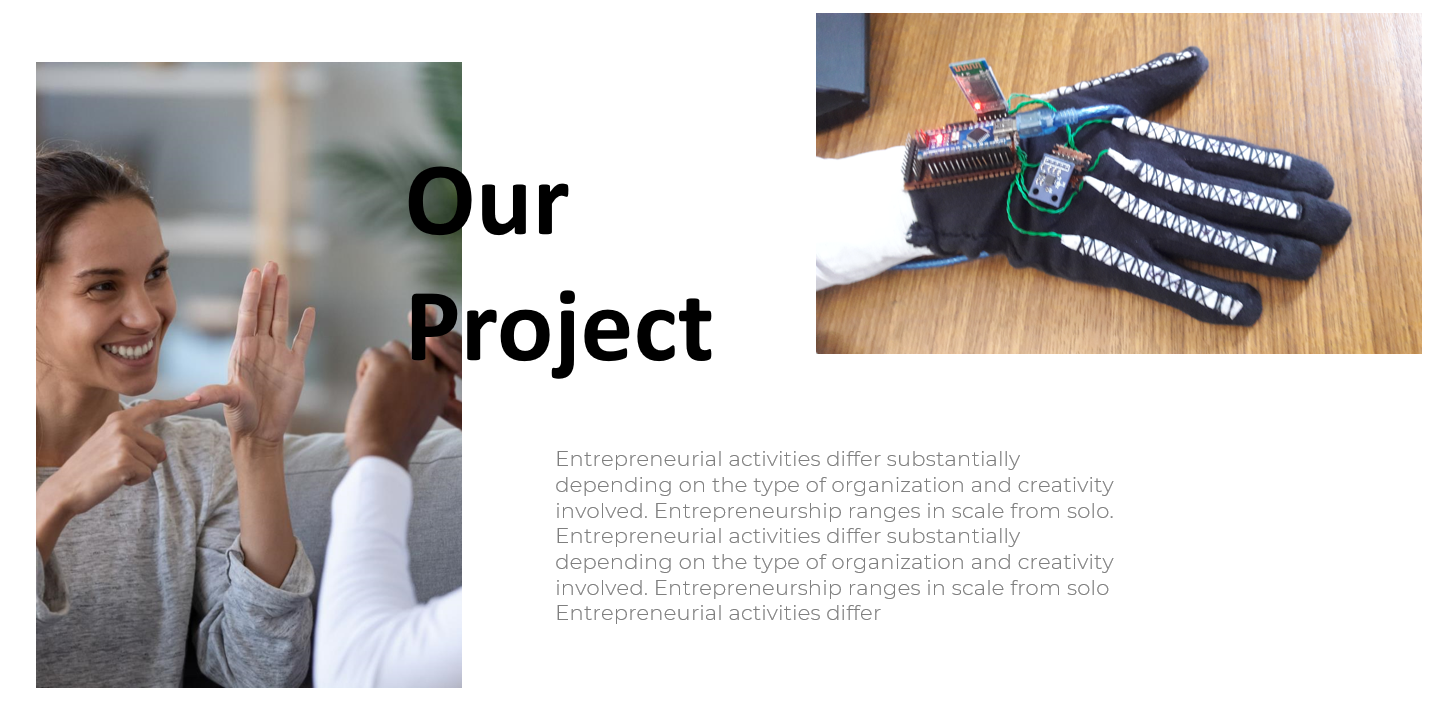 Our
Project
Entrepreneurial activities differ substantially
depending on the type of organization and creativity
involved. Entrepreneurship ranges in scale from solo.
Entrepreneurial activities differ substantially
depending on the type of organization and creativity
involved. Entrepreneurship ranges in scale from solo
Entrepreneurial activities differ